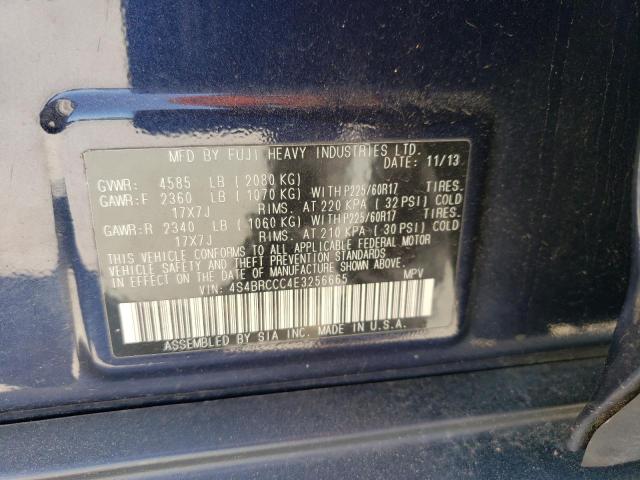 MFD BY FUJI HEAVY INDUSTRIES LTD.
DATE: 11/13
GVWR: 4585 LB ( 2080 KG)
GAWR:F 2360 LB ( 1070 KG) WITH P225/60R17 TIRES.
17X7J RIMS. AT 220 KPA ( 32 PSI) COLD
GAWR:R 2340 LB ( 1060 KG) WITH P225/60R17 TIRES.
17X7J RIMS. AT 210 KPA ( 30 PSI) COLD
THIS VEHICLE CONFORMS TO ALL APPLICABLE FEDERAL MOTOR
VEHICLE SAFETY AND THEFT PREVENTION STANDARDS
IN EFFECT ON THE DATE OF MANUFACTURE SHOWN ABOVE.
VIN: 4S4BRCCC4E3256665 MPV
ASSEMBLED BY SIA INC. MADE IN U.S.A.